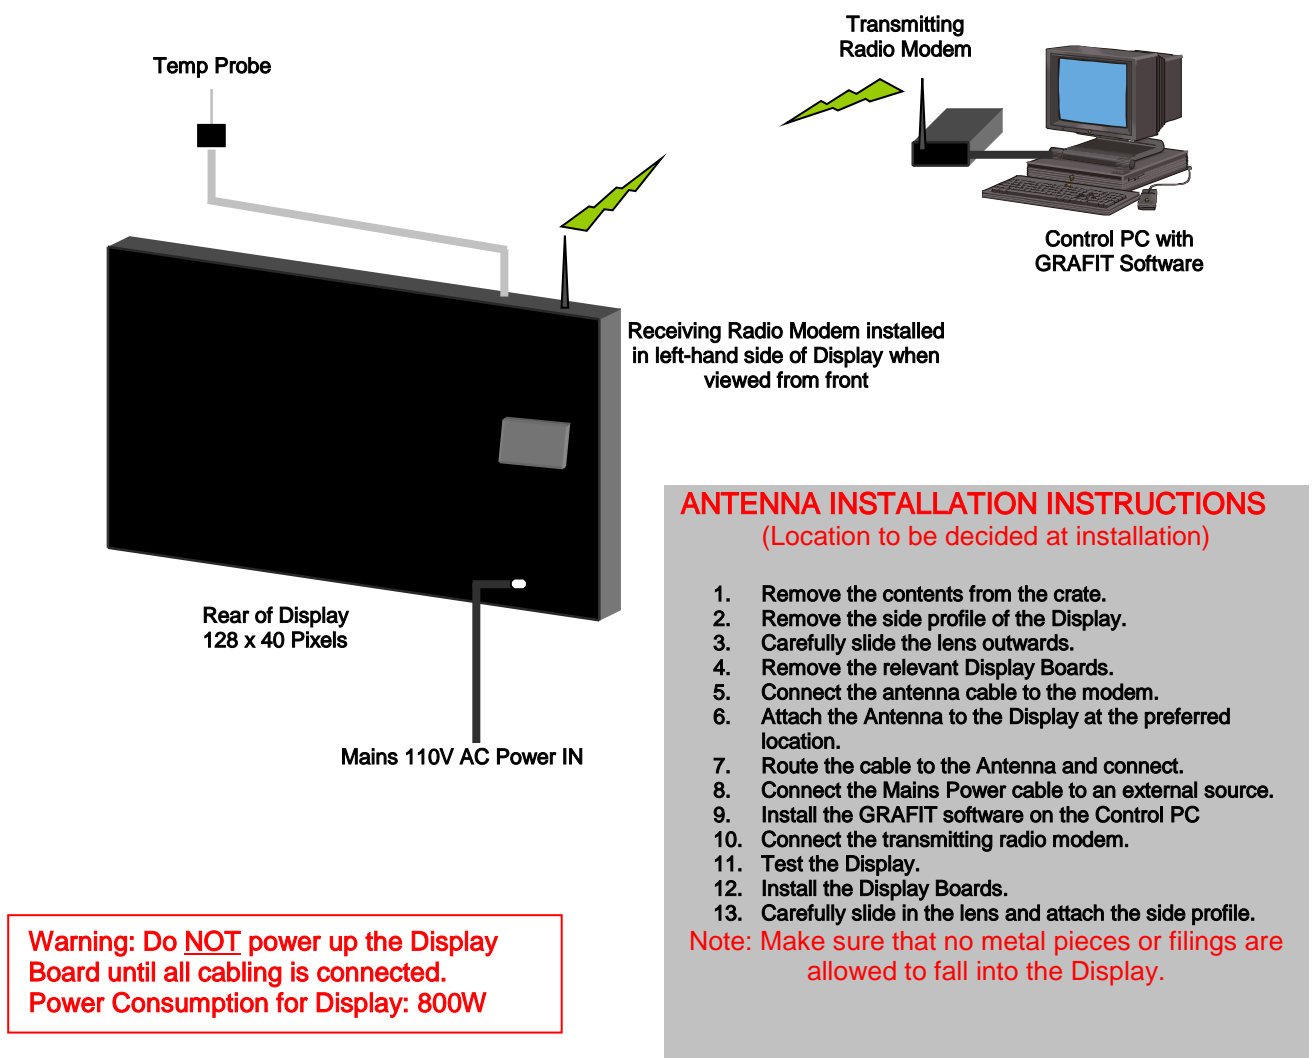 Transmitting
Radio Modem
Temp Probe
Control PC with
GRAFIT Software
Receiving Radio Modem installed
in left-hand side of Display when
viewed from front
Rear of Display
128 x 40 Pixels
Mains 110V AC Power IN
ANTENNA INSTALLATION INSTRUCTIONS
(Location to be decided at installation)
1. Remove the contents from the crate.
2. Remove the side profile of the Display.
3. Carefully slide the lens outwards.
4. Remove the relevant Display Boards.
5. Connect the antenna cable to the modem.
6. Attach the Antenna to the Display at the preferred
location.
7. Route the cable to the Antenna and connect.
8. Connect the Mains Power cable to an external source.
9. Install the GRAFIT software on the Control PC
10. Connect the transmitting radio modem.
11. Test the Display.
12. Install the Display Boards.
13. Carefully slide in the lens and attach the side profile.
Note: Make sure that no metal pieces or filings are
allowed to fall into the Display.
Warning: Do NOT power up the Display
Board until all cabling is connected.
Power Consumption for Display: 800W